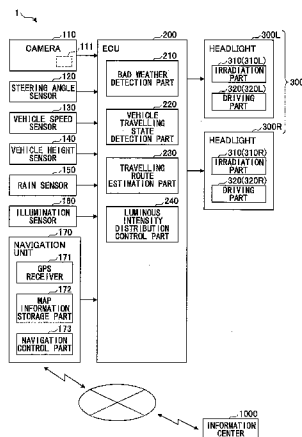 1
110
CAMERA
111
120
STEERING ANGLE
SENSOR
130
VEHICLE SPEED
SENSOR
140
VEHICLE HEIGHT
SENSOR
150
RAIN SENSOR
160
ILLUMINATION
SENSOR
170
NAVIGATION
UNIT
171
GPS
RECEIVER
172
MAP
INFORMATION
STORAGE PART
173
NAVIGATION
CONTROL PART
200
ECU
210
BAD WEATHER
DETECTION PART
220
VEHICLE
TRAVELLING
STATE
DETECTION PART
230
TRAVELLING
ROUTE
ESTIMATION PART
240
LUMINOUS
INTENSITY
DISTRIBUTION
CONTROL PART
300L
HEADLIGHT
310(310L)
IRRADIATION
PART
320(320L)
DRIVING
PART
300
300R
HEADLIGHT
310(310R)
IRRADIATION
PART
320(320R)
DRIVING
PART
1000
INFORMATION
CENTER